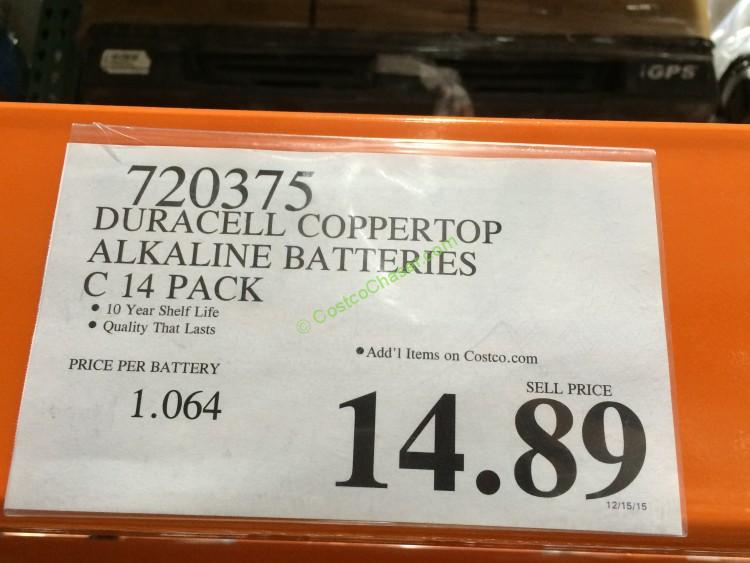 iGPS
720375
DURACELL COPPERTOP
ALKALINE BATTERIES
C 14 PACK
• 10 Year Shelf Life
• Quality That Lasts
© CostcoChaser.com
• Add'l Items on Costco.com
PRICE PER BATTERY
1.064
SELL PRICE
14.89
12/15/15